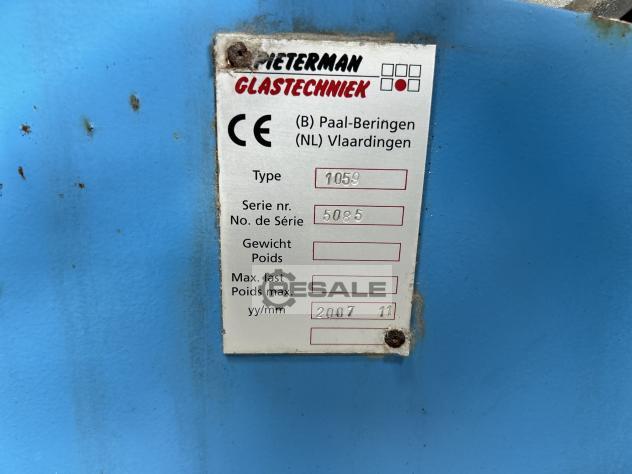 PIETERMAN
GLASTECHNIEK
CE
(B) Paal-Beringen
(NL) Vlaardingen
Type 1059
Serie nr.
No. de Série 5085
Gewicht
Poids
Max. last
Poids max.
RESALE
yy/mm 2007 11